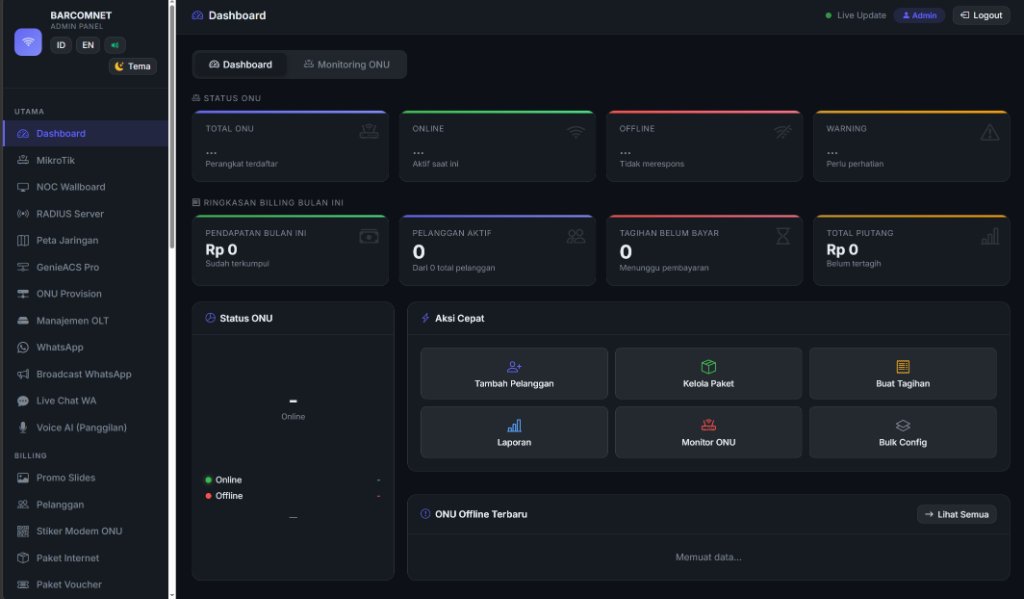 BARCOMNET
ADMIN PANEL
ID EN
Tema
UTAMA
Dashboard
MikroTik
NOC Wallboard
RADIUS Server
Peta Jaringan
GenieACS Pro
ONU Provision
Manajemen OLT
WhatsApp
Broadcast WhatsApp
Live Chat WA
Voice AI (Panggilan)
BILLING
Promo Slides
Pelanggan
Stiker Modem ONU
Paket Internet
Paket Voucher
Dashboard
Live Update Admin Logout
Dashboard Monitoring ONU
STATUS ONU
TOTAL ONU
---
Perangkat terdaftar
ONLINE
---
Aktif saat ini
OFFLINE
---
Tidak merespons
WARNING
---
Perlu perhatian
RINGKASAN BILLING BULAN INI
PENDAPATAN BULAN INI
Rp 0
Sudah terkumpul
PELANGGAN AKTIF
0
Dari 0 total pelanggan
TAGIHAN BELUM BAYAR
0
Menunggu pembayaran
TOTAL PIUTANG
Rp 0
Belum tertagih
Status ONU
–
Online
Online -
Offline -
—
Aksi Cepat
Tambah Pelanggan
Kelola Paket
Buat Tagihan
Laporan
Monitor ONU
Bulk Config
ONU Offline Terbaru
→ Lihat Semua
Memuat data...